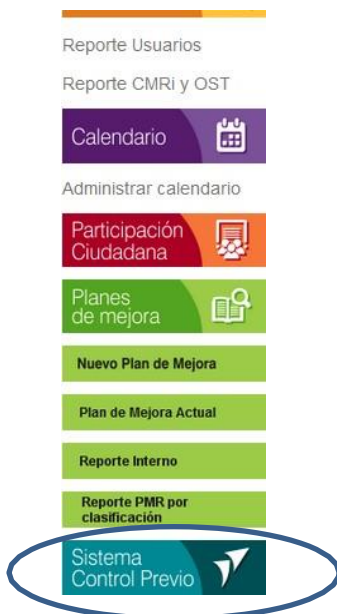 Reporte Usuarios
Reporte CMRi y OST
Calendario
Administrar calendario
Participación
Ciudadana
Planes
de mejora
Nuevo Plan de Mejora
Plan de Mejora Actual
Reporte Interno
Reporte PMR por
clasificación
Sistema
Control Previo